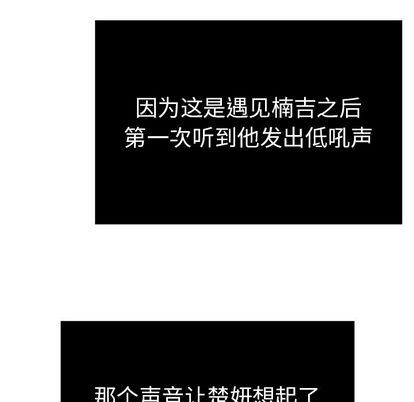 因为这是遇见楠吉之后
第一次听到他发出低吼声
那个声音让楚妍想起了